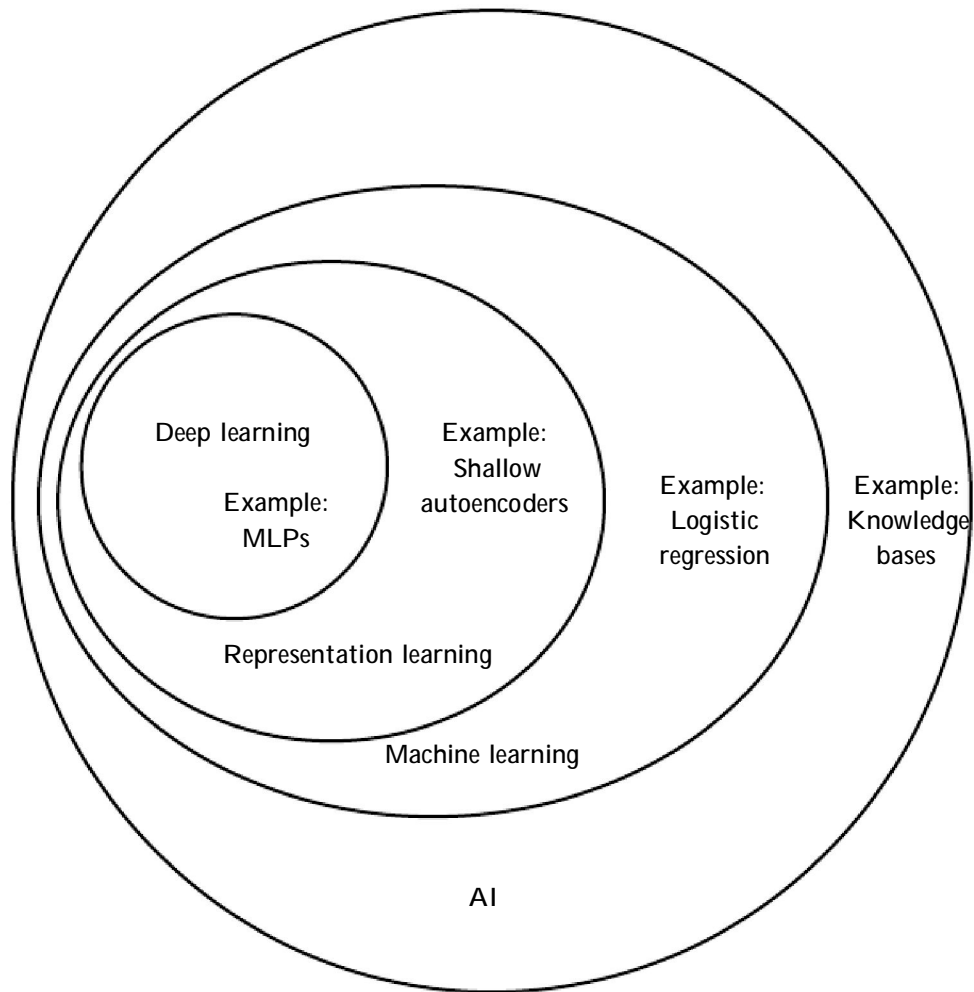 Deep learning
Example:
MLPs
Example:
Shallow
autoencoders
Example:
Logistic
regression
Example:
Knowledge
bases
Representation learning
Machine learning
AI